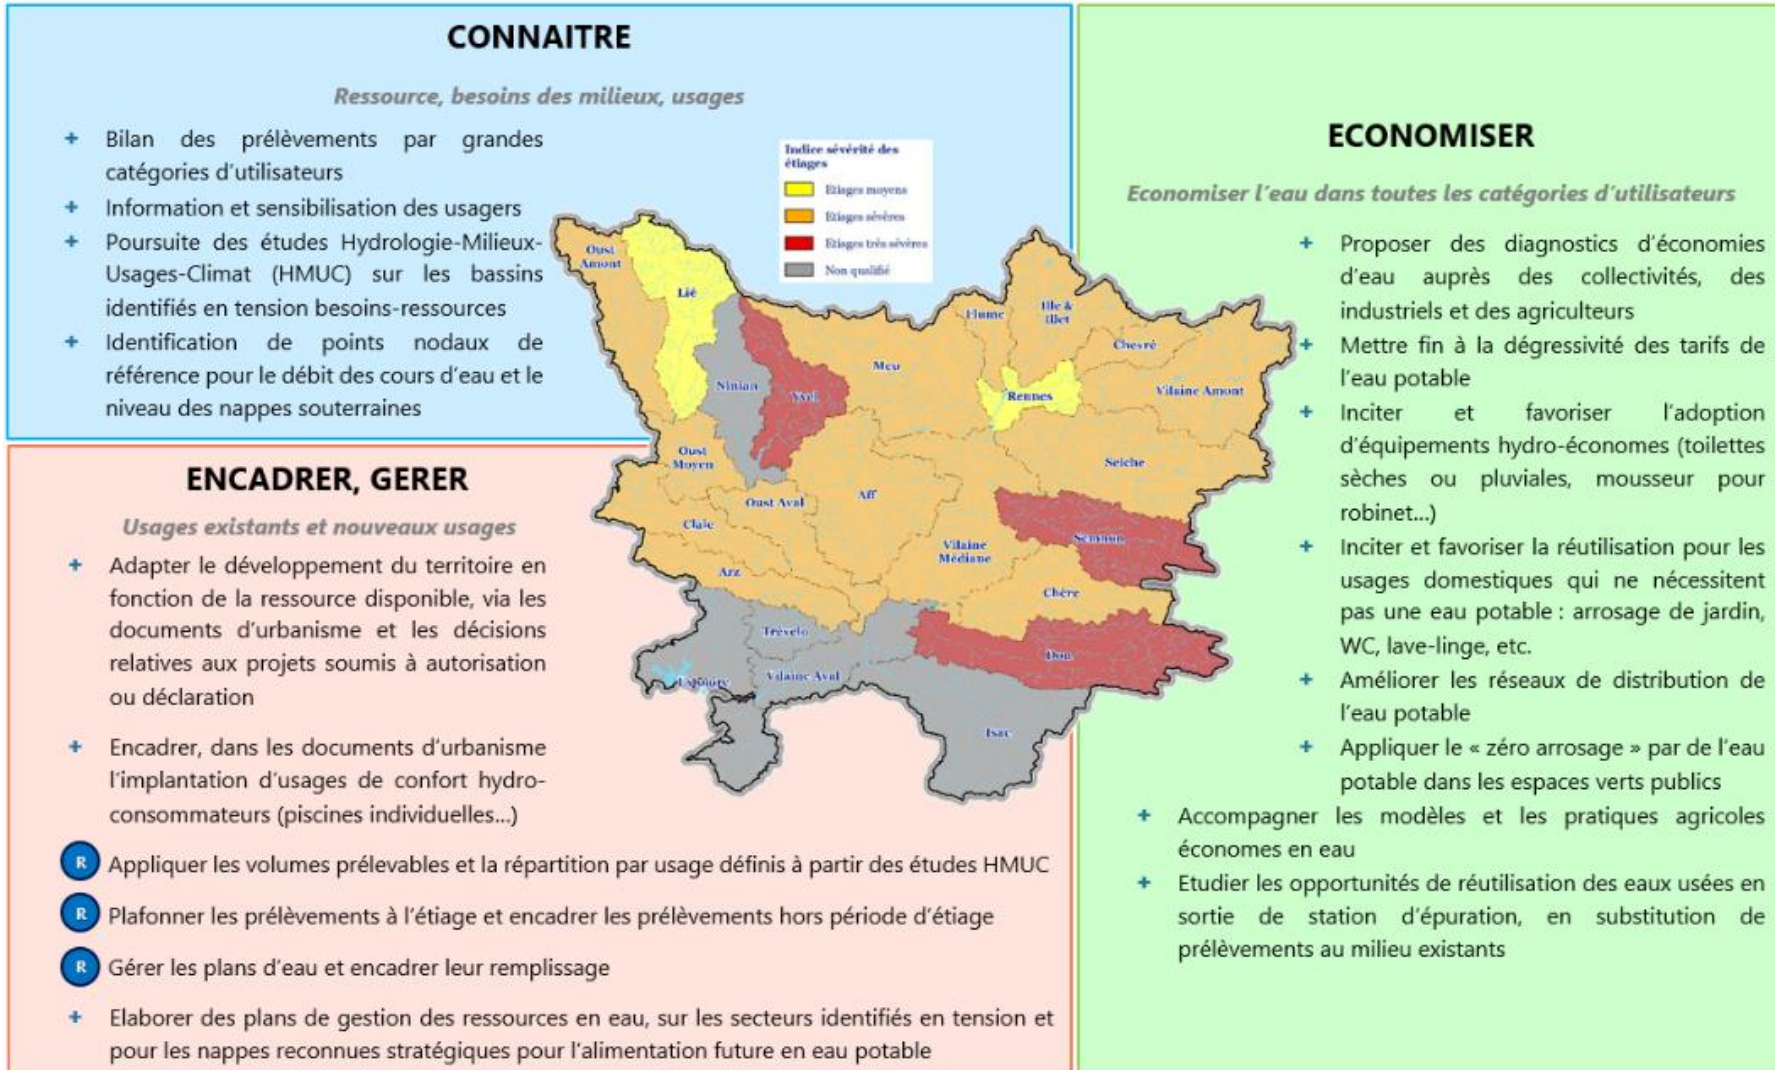 CONNAITRE
Ressource, besoins des milieux, usages
+ Bilan des prélèvements par grandes
catégories d'utilisateurs
+ Information et sensibilisation des usagers
+ Poursuite des études Hydrologie-Milieux-
Usages-Climat (HMUC) sur les bassins
identifiés en tension besoins-ressources
+ Identification de points nodaux de
référence pour le débit des cours d'eau et le
niveau des nappes souterraines
Indice sévérité des
étiages
Etiages moyens
Etiages sévères
Etiages très sévères
Non qualifié
Oust
Amont
Lié
Ninian
Yvel
Meu
Flume
Ille &
Illet
Chevré
Rennes
Vilaine Amont
Oust
Moyen
Seiche
Oust Aval
Aff
Claie
Vilaine
Médiane
Semnon
Arz
Chère
Trévelo
Don
Vilaine Aval
Isac
ENCADRER, GERER
Usages existants et nouveaux usages
+ Adapter le développement du territoire en
fonction de la ressource disponible, via les
documents d'urbanisme et les décisions
relatives aux projets soumis à autorisation
ou déclaration
+ Encadrer, dans les documents d'urbanisme
l'implantation d'usages de confort hydro-
consommateurs (piscines individuelles...)
R Appliquer les volumes prélevables et la répartition par usage définis à partir des études HMUC
R Plafonner les prélèvements à l'étiage et encadrer les prélèvements hors période d'étiage
R Gérer les plans d'eau et encadrer leur remplissage
+ Elaborer des plans de gestion des ressources en eau, sur les secteurs identifiés en tension et
pour les nappes reconnues stratégiques pour l'alimentation future en eau potable
ECONOMISER
Economiser l'eau dans toutes les catégories d'utilisateurs
+ Proposer des diagnostics d'économies
d'eau auprès des collectivités, des
industriels et des agriculteurs
+ Mettre fin à la dégressivité des tarifs de
l'eau potable
+ Inciter et favoriser l'adoption
d'équipements hydro-économes (toilettes
sèches ou pluviales, mousseur pour
robinet...)
+ Inciter et favoriser la réutilisation pour les
usages domestiques qui ne nécessitent
pas une eau potable : arrosage de jardin,
WC, lave-linge, etc.
+ Améliorer les réseaux de distribution de
l'eau potable
+ Appliquer le « zéro arrosage » par de l'eau
potable dans les espaces verts publics
+ Accompagner les modèles et les pratiques agricoles
économes en eau
+ Etudier les opportunités de réutilisation des eaux usées en
sortie de station d'épuration, en substitution de
prélèvements au milieu existants